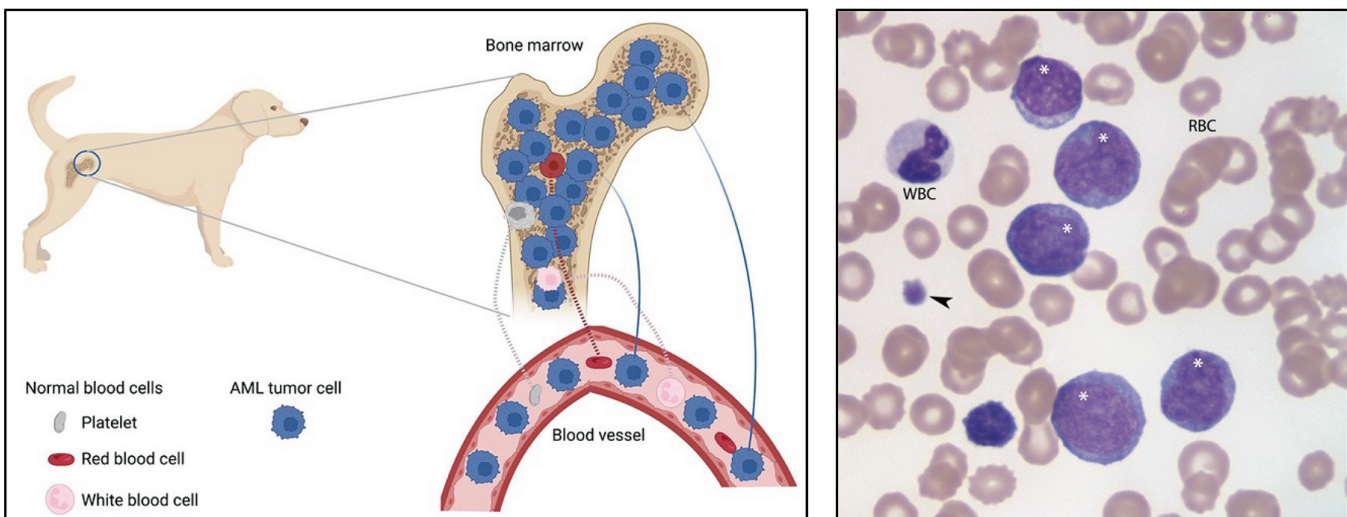 Bone marrow
Normal blood cells
Platelet
Red blood cell
White blood cell
AML tumor cell
Blood vessel
*
*
RBC
WBC
*
*
*